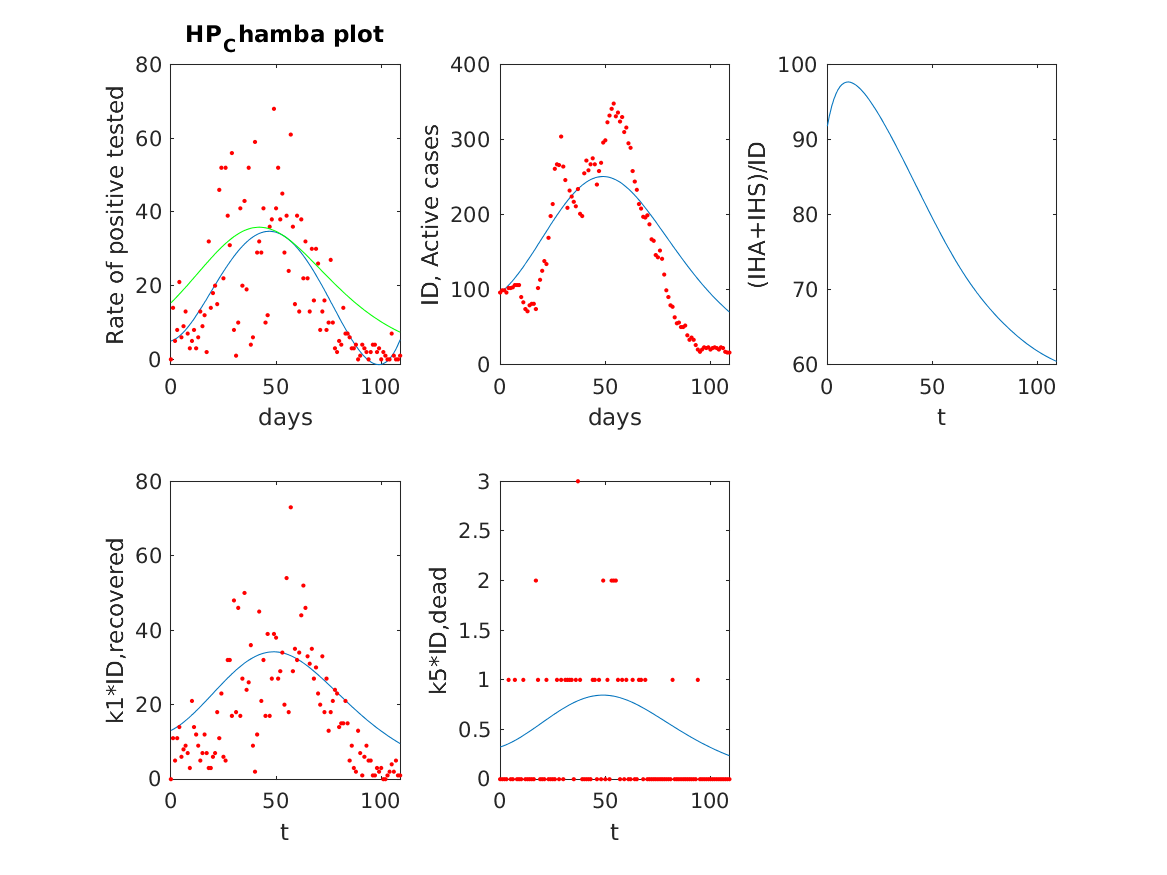 HP_Chamba plot
80
60
40
20
0
Rate of positive tested
0 50 100
days
400
300
200
100
0
ID, Active cases
0 50 100
days
100
90
80
70
60
(IHA+IHS)/ID
0 50 100
t
80
60
40
20
0
k1*ID,recovered
0 50 100
t
3
2.5
2
1.5
1
0.5
0
k5*ID,dead
0 50 100
t